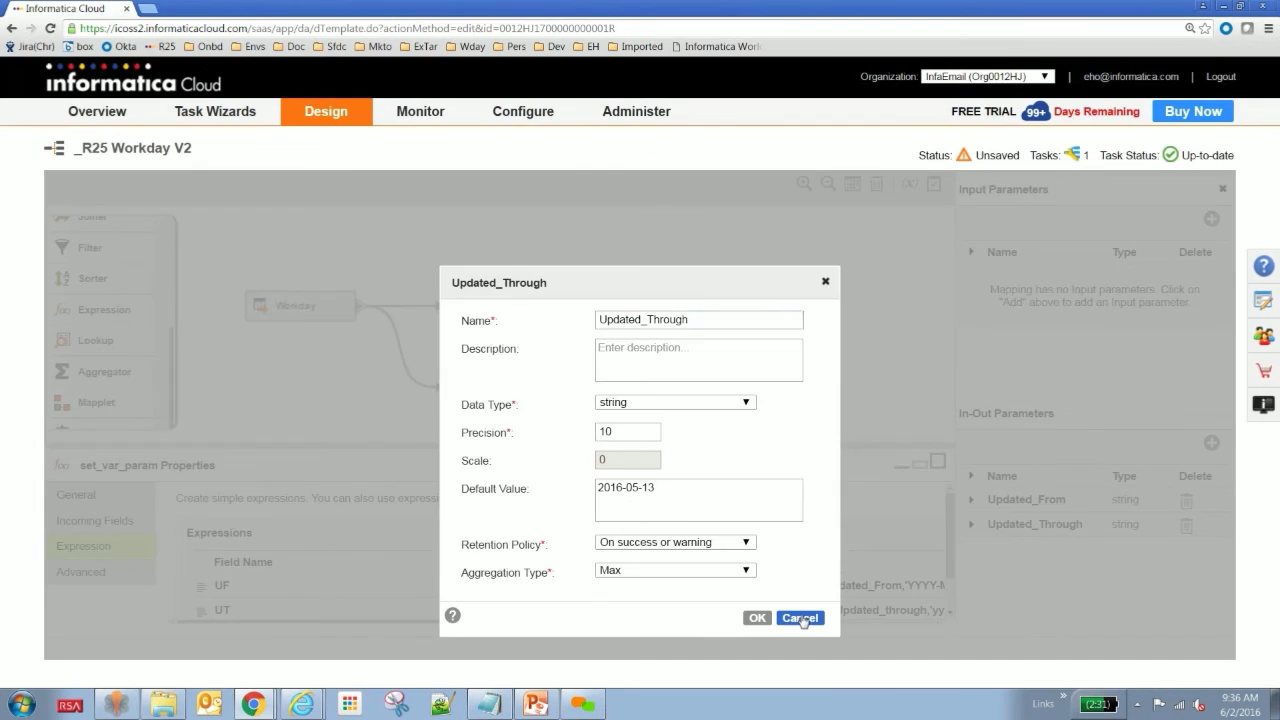 Informatica Cloud
https://icoss2.informaticacloud.com/saas/app/da/dTemplate.do?actionMethod=edit&id=0012HJ1700000000001R
Jira(Chr) box Okta R25 Onbd Envs Doc Sfdc Mkto ExTar Wday Pers Dev EH Imported Informatica Work
informatica Cloud
Organization: InfaEmail (Org0012HJ) | eho@informatica.com | Logout
Overview Task Wizards Design Monitor Configure Administer
FREE TRIAL 99+ Days Remaining Buy Now
_R25 Workday V2
Status: Unsaved Tasks: 1 Task Status: Up-to-date
Filter
Sorter
Expression
Lookup
Aggregator
Mapplet
Workday
Input Parameters
Name Type Delete
Mapping has no Input parameters. Click on
"Add" above to add an Input parameter.
Updated_Through
Name*: Updated_Through
Description: Enter description...
Data Type*: string
Precision*: 10
Scale: 0
Default Value: 2016-05-13
Retention Policy*: On success or warning
Aggregation Type*: Max
OK Cancel
In-Out Parameters
Name Type Delete
Updated_From string
Updated_Through string
f(x) set_var_param Properties
General
Incoming Fields
Expression
Advanced
Create simple expressions. You can also use express
Expressions
Field Name
UF
UT
dated_From,'YYYY-M
Jpdated_through,'yy
RSA
Links
(2:31)
9:36 AM
6/2/2016